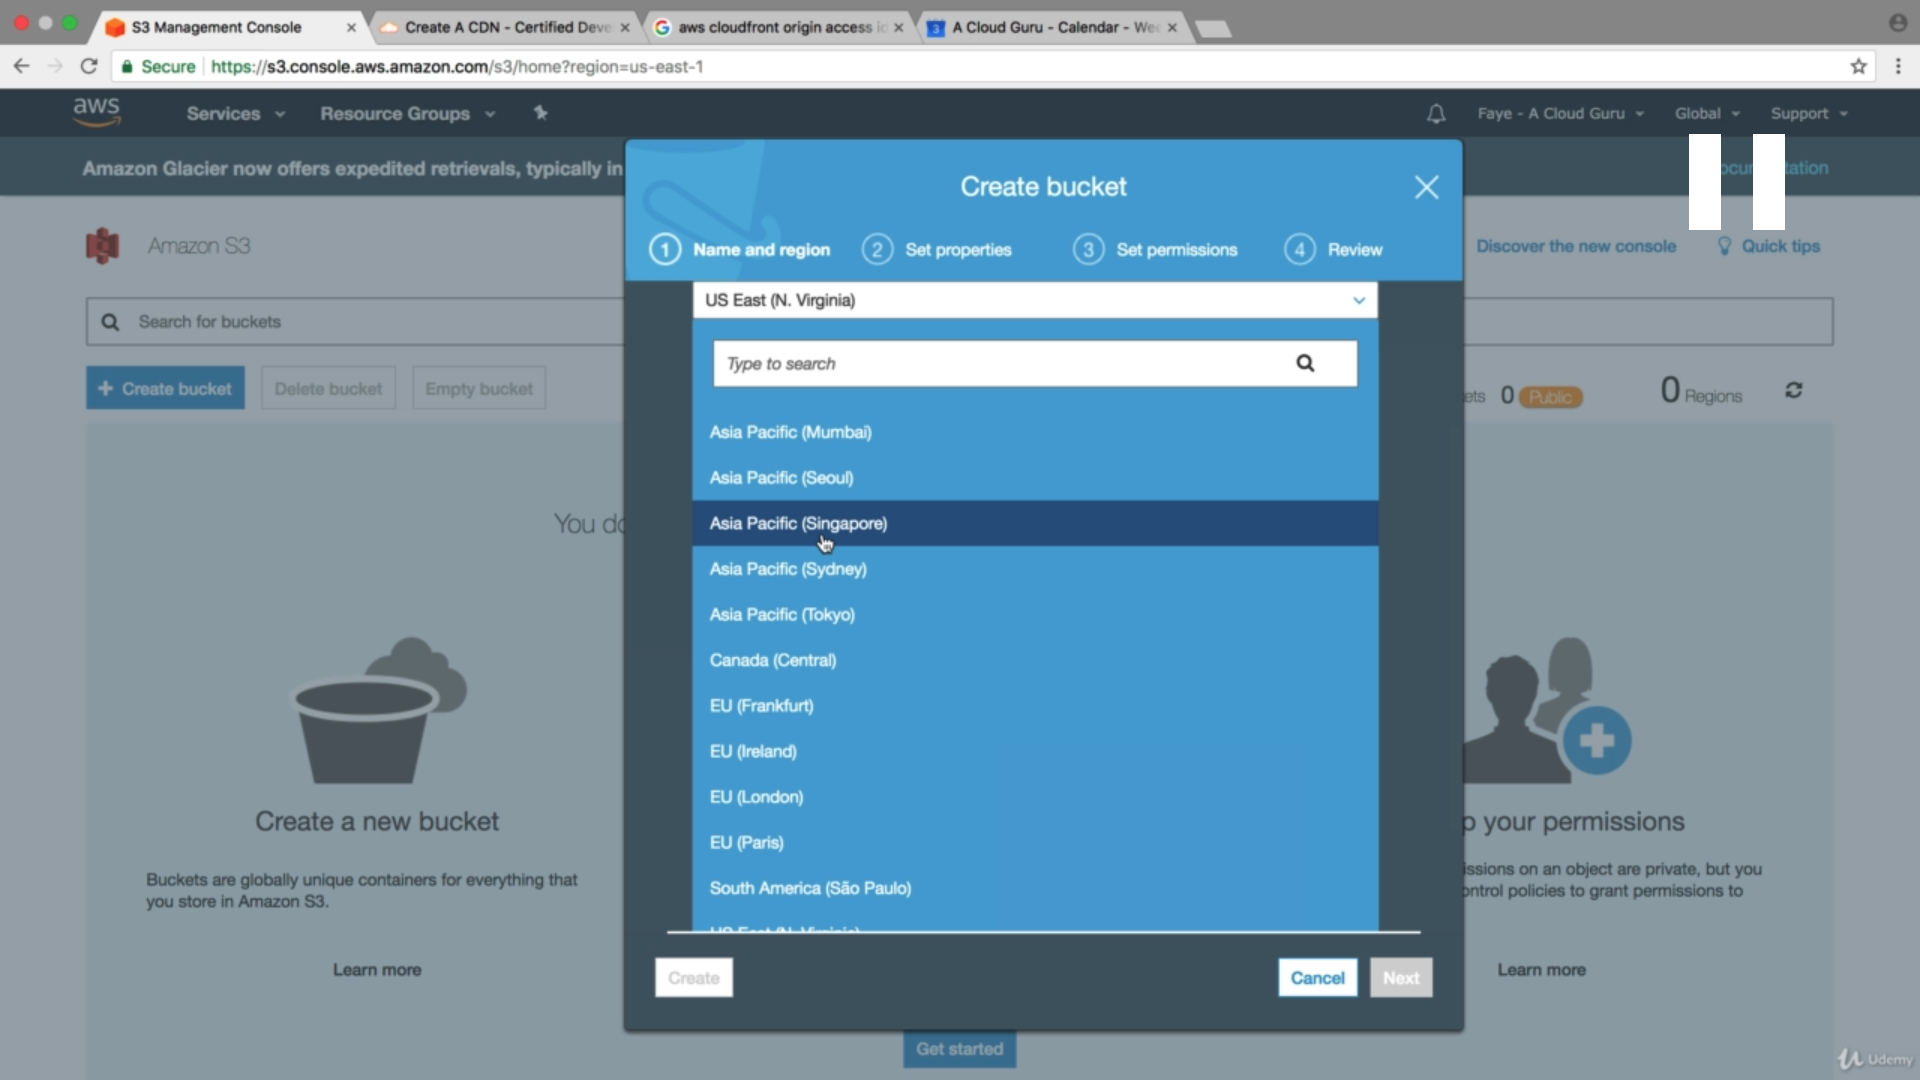 S3 Management Console
Create A CDN - Certified Deve
aws cloudfront origin access id
3 A Cloud Guru - Calendar - We
Secure https://s3.console.aws.amazon.com/s3/home?region=us-east-1
aws Services Resource Groups Faye - A Cloud Guru Global Support
Amazon Glacier now offers expedited retrievals, typically in
Create bucket
1 Name and region 2 Set properties 3 Set permissions 4 Review
Amazon S3
Discover the new console Quick tips
US East (N. Virginia)
Search for buckets
Type to search
Create bucket Delete bucket Empty bucket
0 Public 0 Regions
Asia Pacific (Mumbai)
Asia Pacific (Seoul)
Asia Pacific (Singapore)
Asia Pacific (Sydney)
Asia Pacific (Tokyo)
Canada (Central)
EU (Frankfurt)
EU (Ireland)
EU (London)
EU (Paris)
South America (São Paulo)
US East (N. Virginia)
You do
Create a new bucket
Buckets are globally unique containers for everything that
you store in Amazon S3.
Learn more
p your permissions
issions on an object are private, but you
ontrol policies to grant permissions to
Learn more
Create Cancel Next
Get started
Udemy